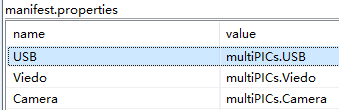 manifest.properties
name value
USB multiPICs.USB
Viedo multiPICs.Viedo
Camera multiPICs.Camera